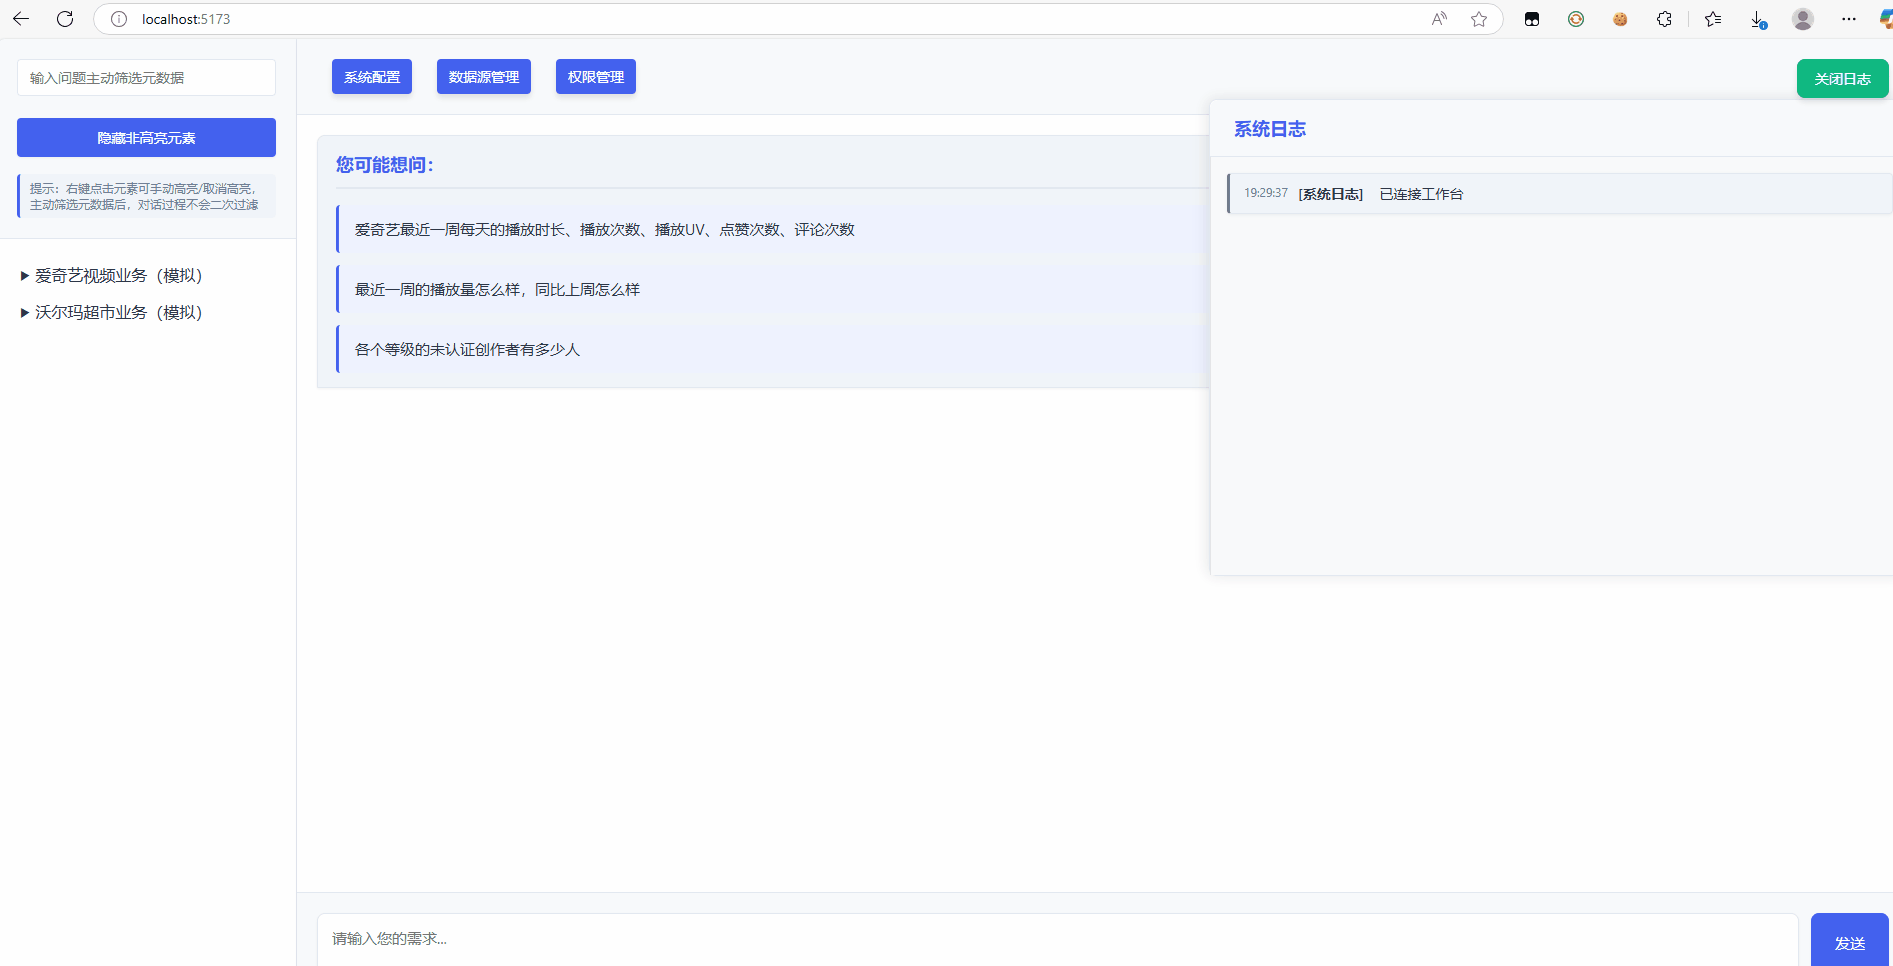 localhost:5173
输入问题主动筛选元数据
隐藏非高亮元素
提示：右键点击元素可手动高亮/取消高亮，
主动筛选元数据后，对话过程不会二次过滤
爱奇艺视频业务（模拟）
沃尔玛超市业务（模拟）
系统配置
数据源管理
权限管理
关闭日志
您可能想问：
爱奇艺最近一周每天的播放时长、播放次数、播放UV、点赞次数、评论次数
最近一周的播放量怎么样，同比上周怎么样
各个等级的未认证创作者有多少人
系统日志
19:29:37 [系统日志] 已连接工作台
请输入您的需求...
发送